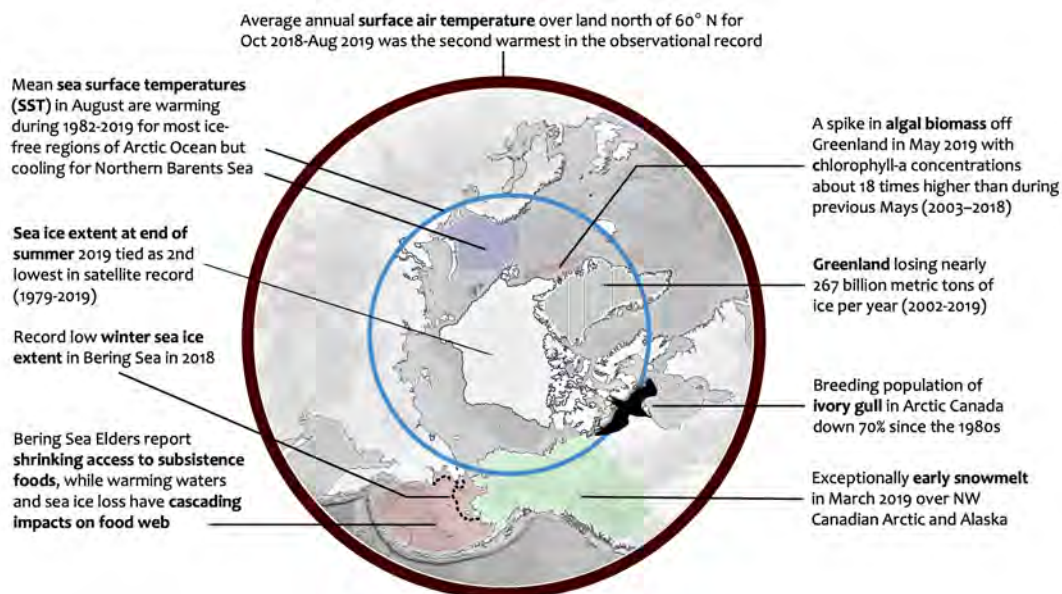 Average annual surface air temperature over land north of 60° N for
Oct 2018-Aug 2019 was the second warmest in the observational record
Mean sea surface temperatures
(SST) in August are warming
during 1982-2019 for most ice-
free regions of Arctic Ocean but
cooling for Northern Barents Sea
Sea ice extent at end of
summer 2019 tied as 2nd
lowest in satellite record
(1979-2019)
Record low winter sea ice
extent in Bering Sea in 2018
Bering Sea Elders report
shrinking access to subsistence
foods, while warming waters
and sea ice loss have cascading
impacts on food web
A spike in algal biomass off
Greenland in May 2019 with
chlorophyll-a concentrations
about 18 times higher than during
previous Mays (2003–2018)
Greenland losing nearly
267 billion metric tons of
ice per year (2002-2019)
Breeding population of
ivory gull in Arctic Canada
down 70% since the 1980s
Exceptionally early snowmelt
in March 2019 over NW
Canadian Arctic and Alaska